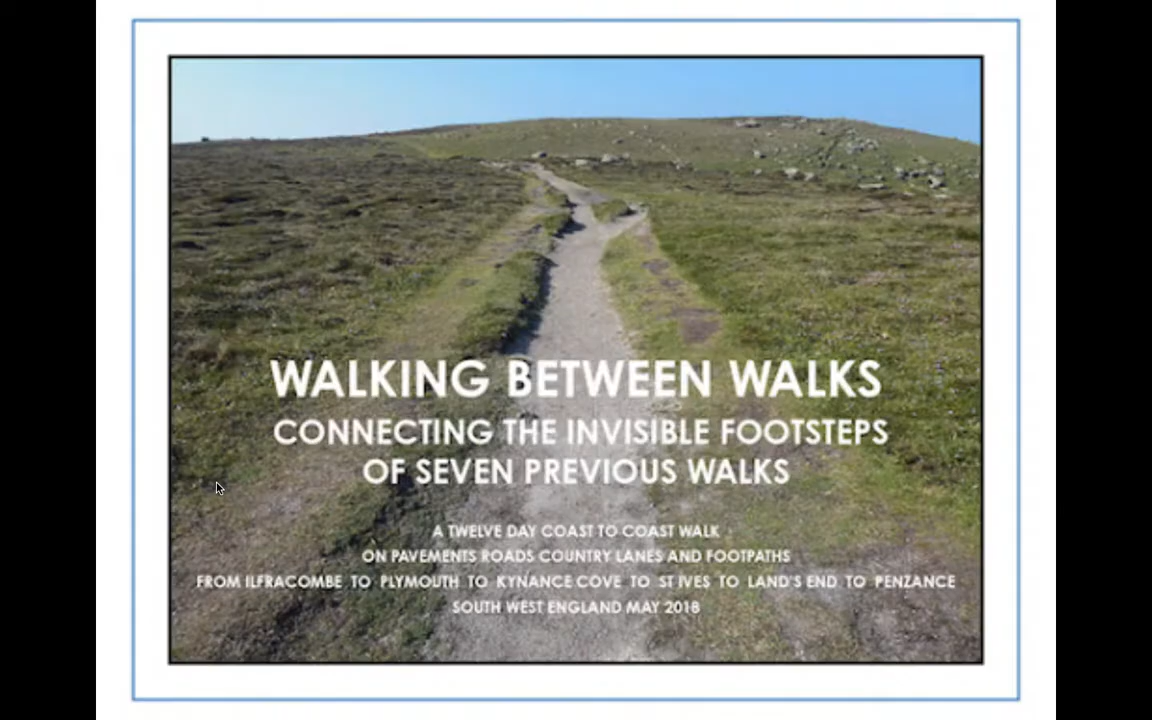 WALKING BETWEEN WALKS
CONNECTING THE INVISIBLE FOOTSTEPS
OF SEVEN PREVIOUS WALKS
A TWELVE DAY COAST TO COAST WALK
ON PAVEMENTS ROADS COUNTRY LANES AND FOOTPATHS
FROM ILFRACOMBE TO PLYMOUTH TO KYNANCE COVE TO ST IVES TO LAND'S END TO PENZANCE
SOUTH WEST ENGLAND MAY 2018